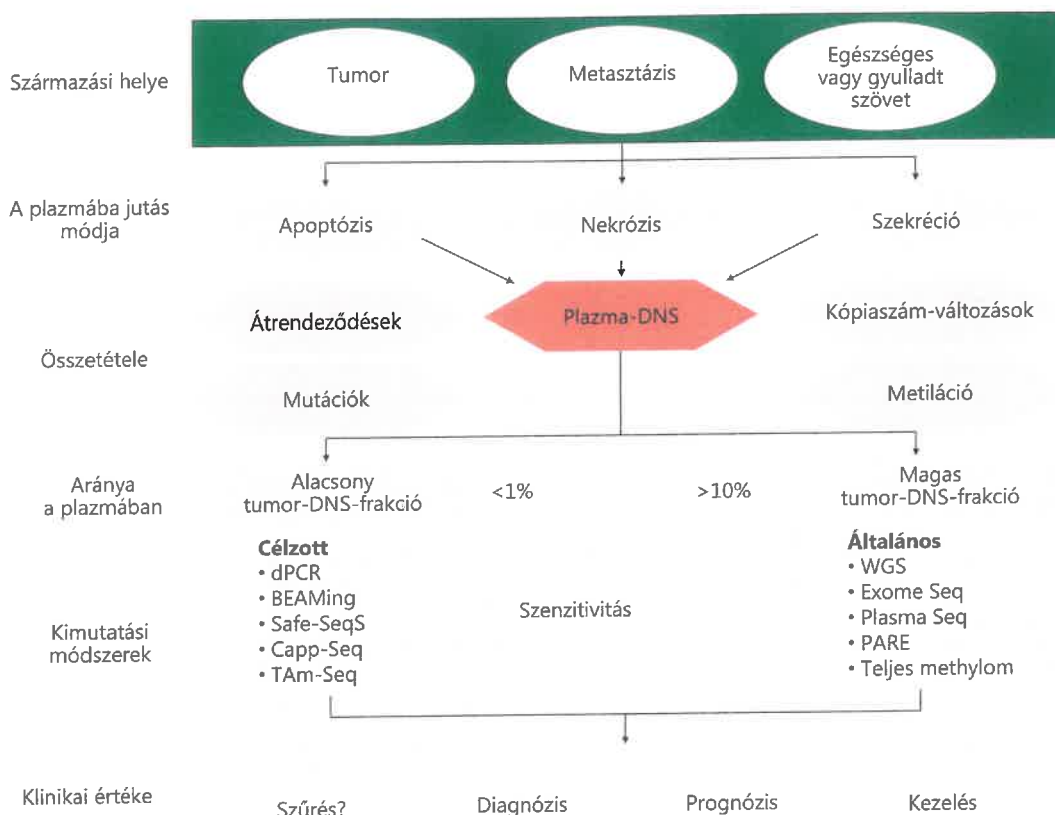 Származási helye
Tumor
Metasztázis
Egészséges
vagy gyulladt
szövet
A plazmába jutás
módja
Apoptózis
Nekrózis
Szekréció
Összetétele
Átrendeződések
Plazma-DNS
Kópiaszám-változások
Mutációk
Metiláció
Aránya
a plazmában
Alacsony
tumor-DNS-frakció
<1%
>10%
Magas
tumor-DNS-frakció
Kimutatási
módszerek
Célzott
• dPCR
• BEAMing
• Safe-SeqS
• Capp-Seq
• TAm-Seq
Szenzitivitás
Általános
• WGS
• Exome Seq
• Plasma Seq
• PARE
• Teljes methylom
Klinikai értéke
Szűrés?
Diagnózis
Prognózis
Kezelés